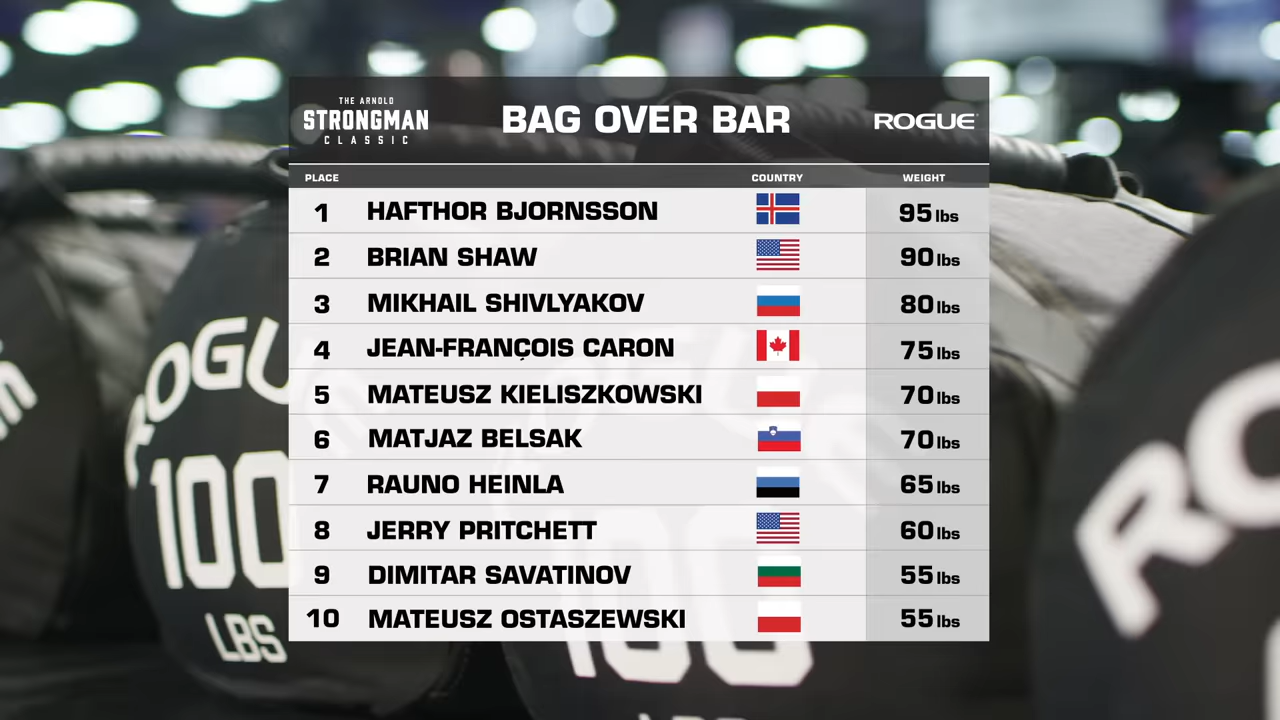 THE ARNOLD
STRONGMAN
CLASSIC
BAG OVER BAR
ROGUE
PLACE COUNTRY WEIGHT
1 HAFTHOR BJORNSSON 95 lbs
2 BRIAN SHAW 90 lbs
3 MIKHAIL SHIVLYAKOV 80 lbs
4 JEAN-FRANÇOIS CARON 75 lbs
5 MATEUSZ KIELISZKOWSKI 70 lbs
6 MATJAZ BELSAK 70 lbs
7 RAUNO HEINLA 65 lbs
8 JERRY PRITCHETT 60 lbs
9 DIMITAR SAVATINOV 55 lbs
10 MATEUSZ OSTASZEWSKI 55 lbs
ROGU
100
LBS
100
RO